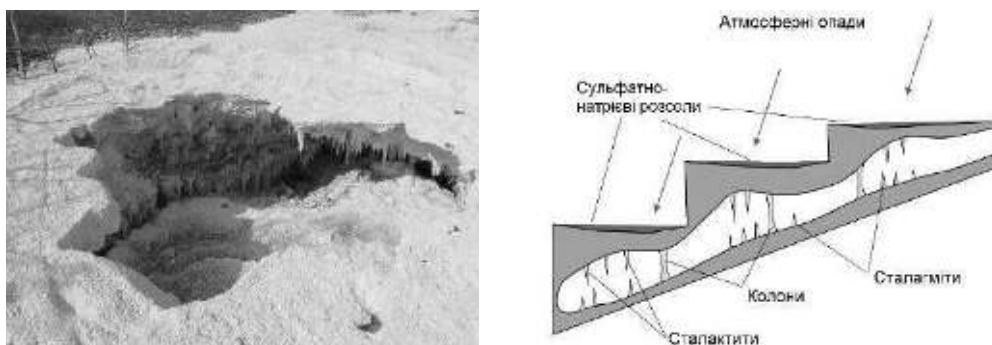 Атмосферні опади
Сульфатно-
натрієві розсоли
Сталагміти
Колони
Сталактити